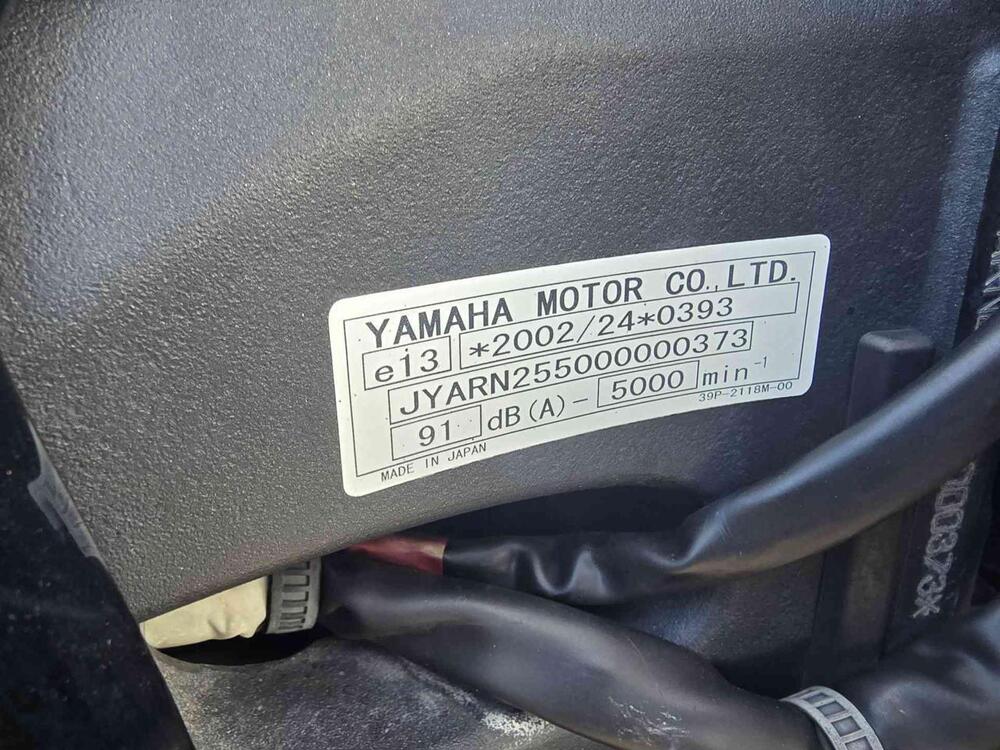 YAMAHA MOTOR CO.,LTD.
e13 *2002/24*0393
JYARN255000000373
91 dB(A)- 5000 min-1
39P-2118M-00
MADE IN JAPAN
000373*